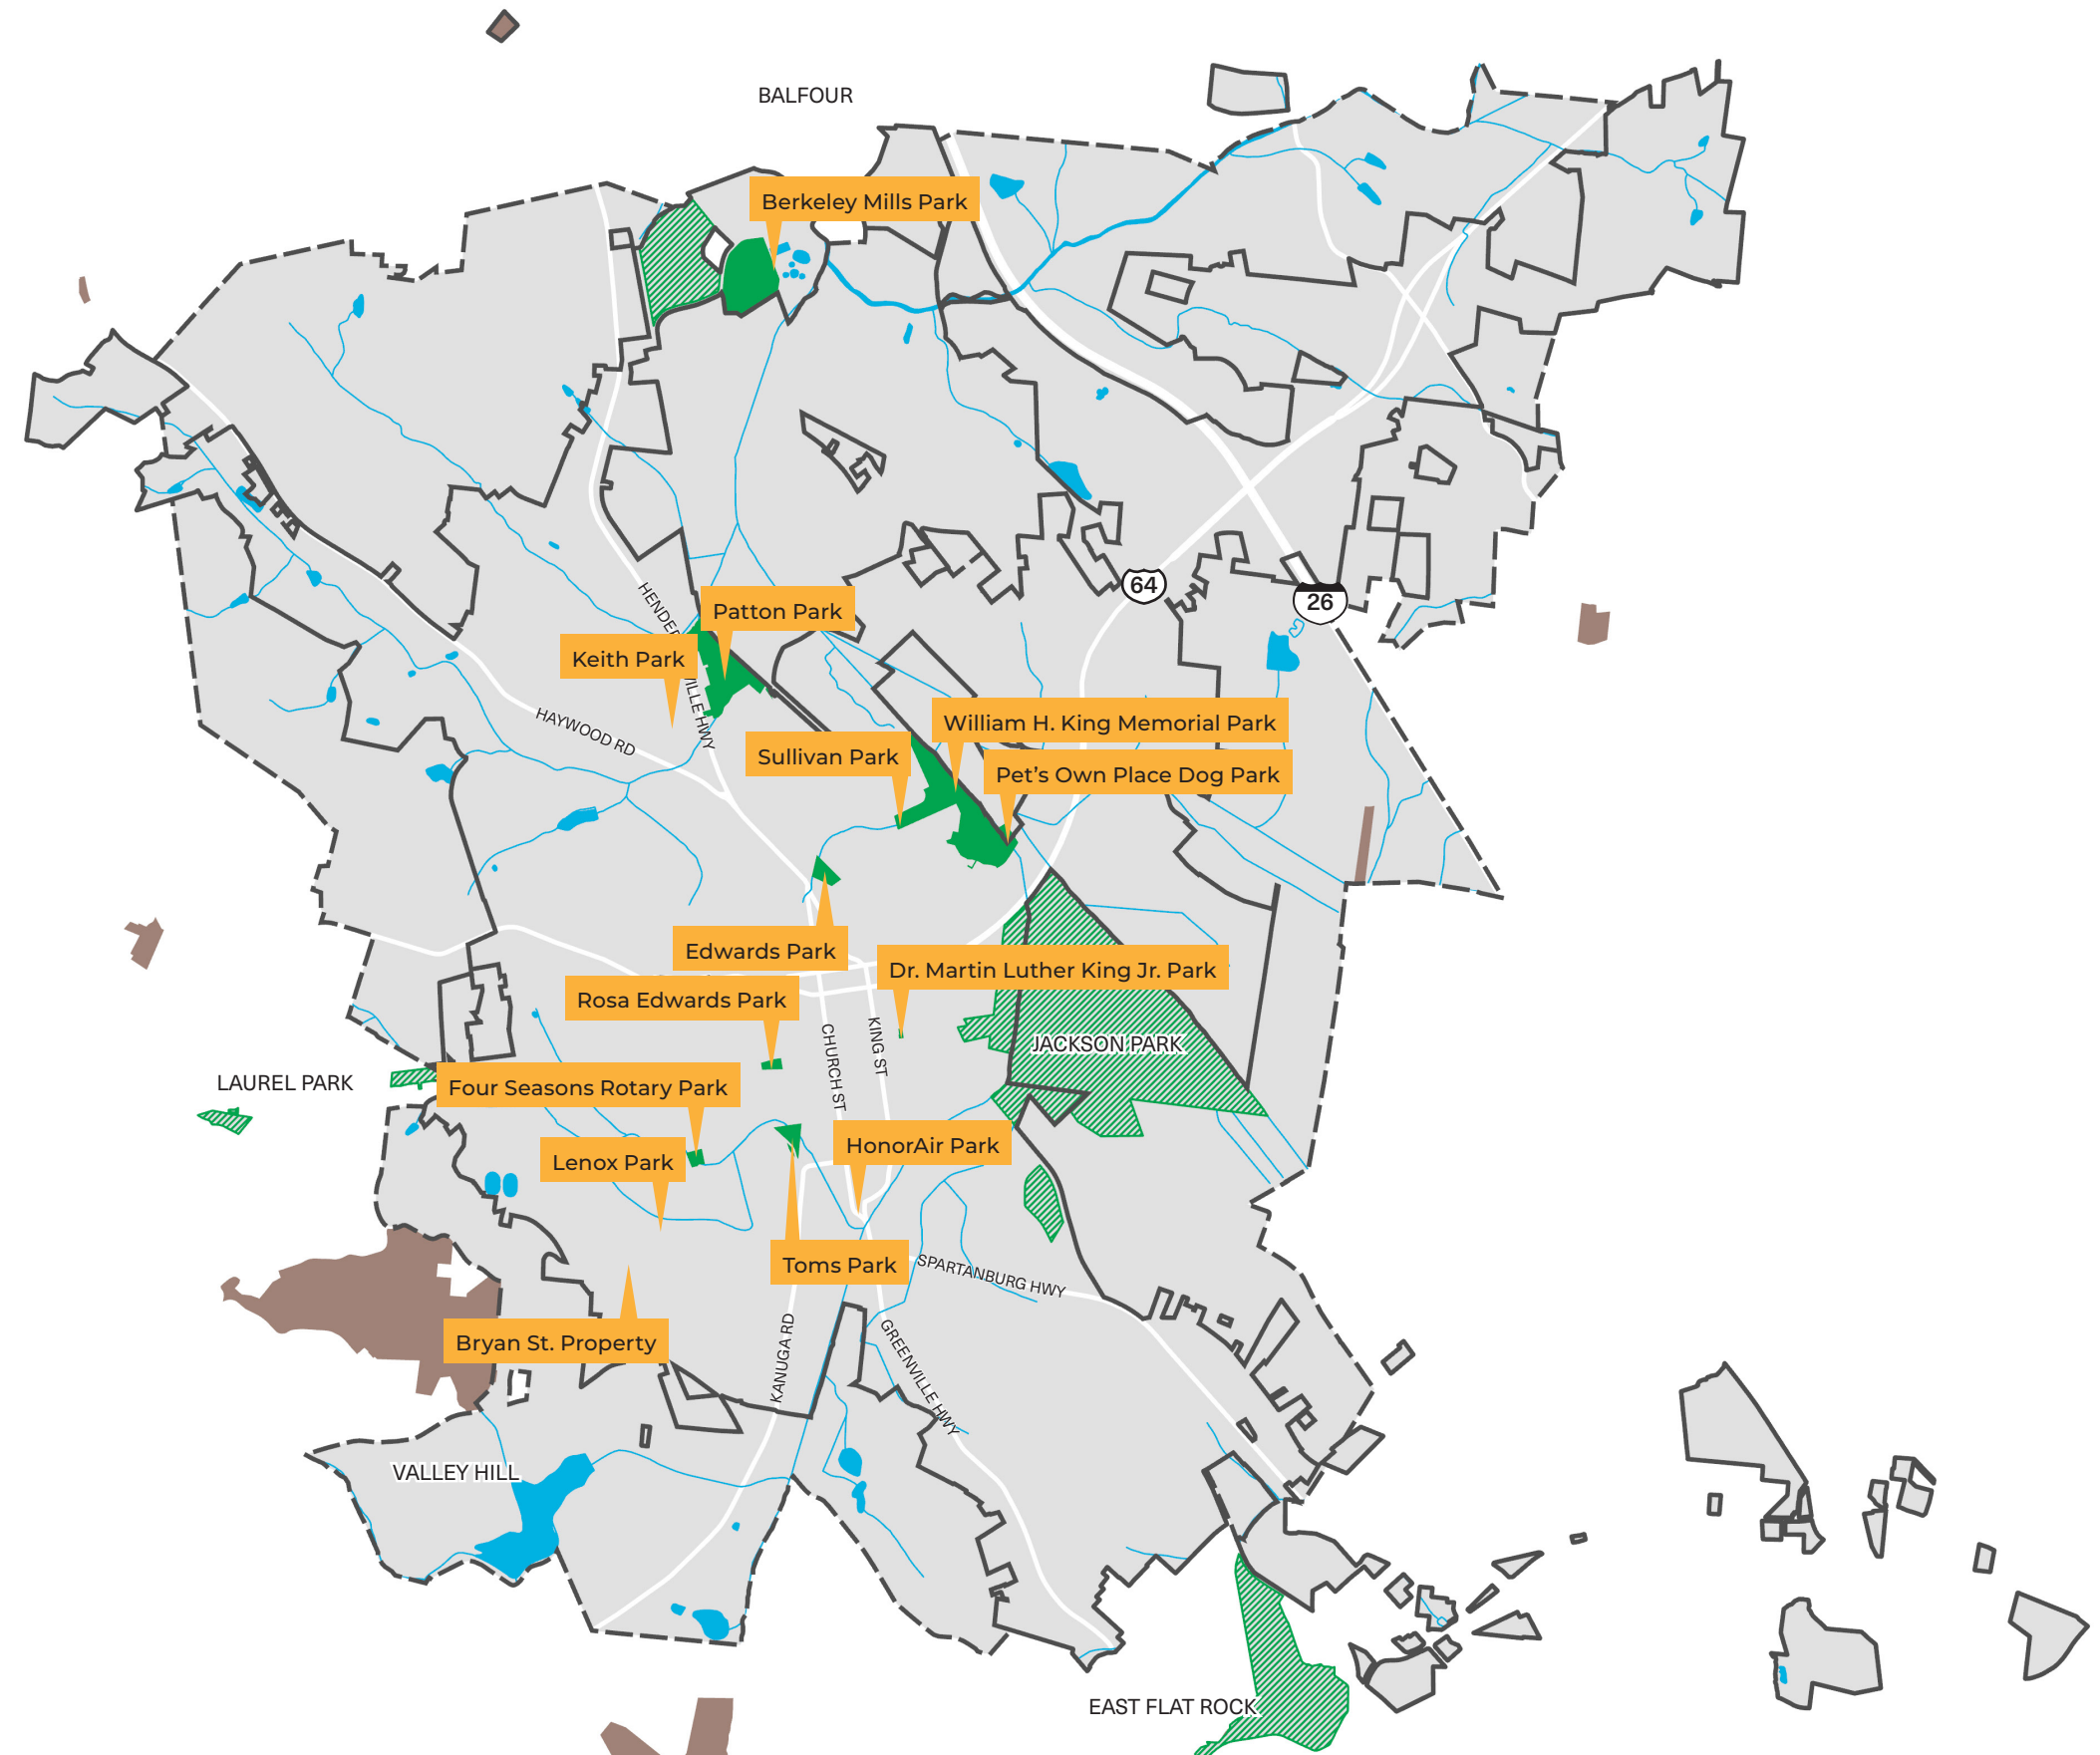 BALFOUR
Berkeley Mills Park
64
26
HENDE
VILLE HWY
Patton Park
Keith Park
HAYWOOD RD
William H. King Memorial Park
Sullivan Park
Pet's Own Place Dog Park
Edwards Park
Dr. Martin Luther King Jr. Park
Rosa Edwards Park
CHURCH ST
KING ST
JACKSON PARK
LAUREL PARK
Four Seasons Rotary Park
HonorAir Park
Lenox Park
Toms Park
SPARTANBURG HWY
Bryan St. Property
KANUGA RD
GREENVILLE HWY
VALLEY HILL
EAST FLAT ROCK